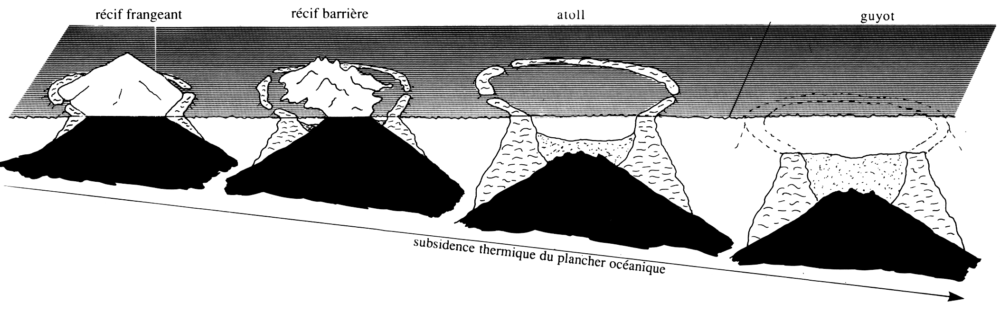 récif frangeant
récif barrière
atoll
guyot
subsidence thermique du plancher océanique